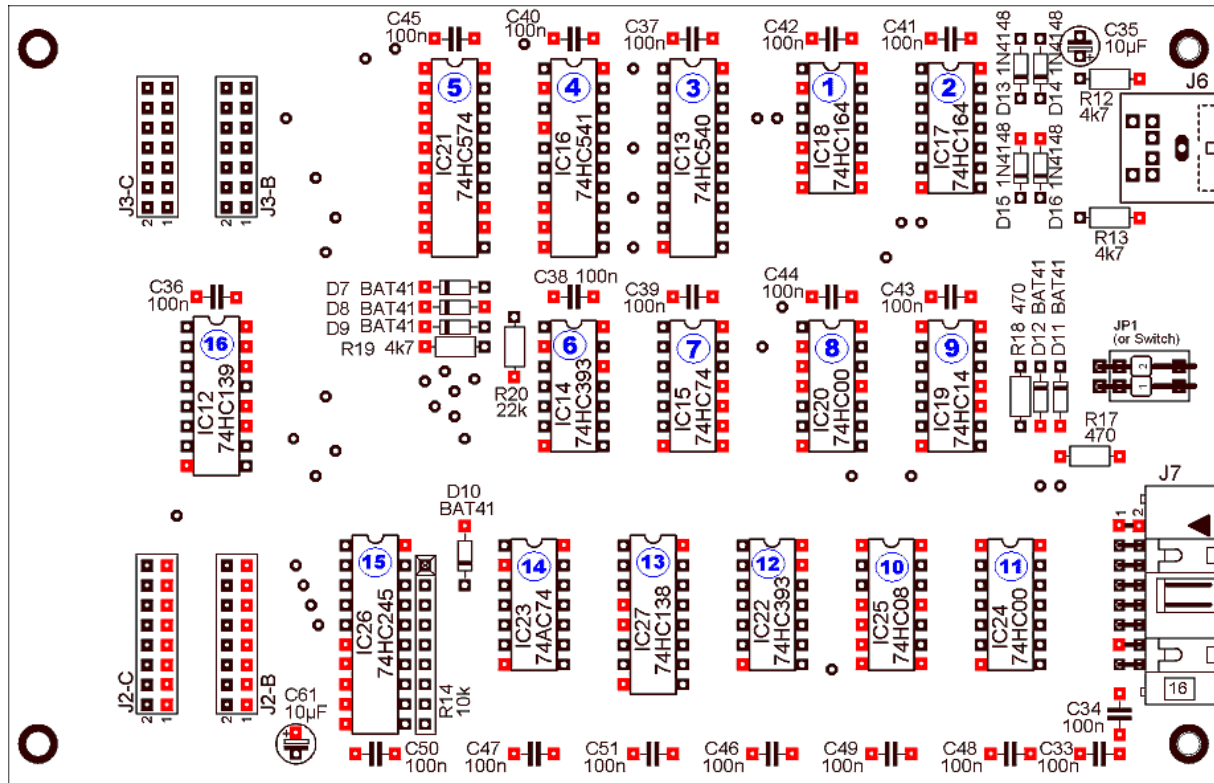 C45
100n
C40
100n
C37
100n
C42
100n
C41
100n
1N4148
1N4148
D13
D14
C35
10µF
+
R12
4k7
J6
5
IC21
74HC574
4
IC16
74HC541
3
IC13
74HC540
1
IC18
74HC164
2
IC17
74HC164
1N4148
1N4148
D15
D16
R13
4k7
J3-C
2
1
J3-B
2
1
C36
100n
16
IC12
74HC139
D7 BAT41
D8 BAT41
D9 BAT41
R19 4k7
R20
22k
C38 100n
6
IC14
74HC393
C39
100n
7
IC15
74HC74
C44
100n
8
IC20
74HC00
C43
100n
9
IC19
74HC14
R18 470
D12 BAT41
D11 BAT41
JP1
(or Switch)
2
1
R17
470
J7
1
2
16
D10
BAT41
15
IC26
74HC245
R14
10k
14
IC23
74AC74
13
IC27
74HC138
12
IC22
74HC393
10
IC25
74HC08
11
IC24
74HC00
J2-C
2
1
J2-B
2
1
C61
10µF
+
C34
100n
C50
100n
C47
100n
C51
100n
C46
100n
C49
100n
C48
100n
C33
100n